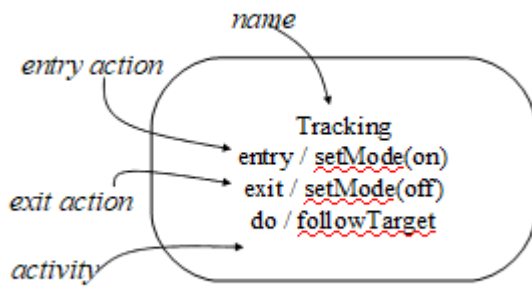 name
entry action
Tracking
entry / setMode(on)
exit / setMode(off)
exit action
do / followTarget
activity